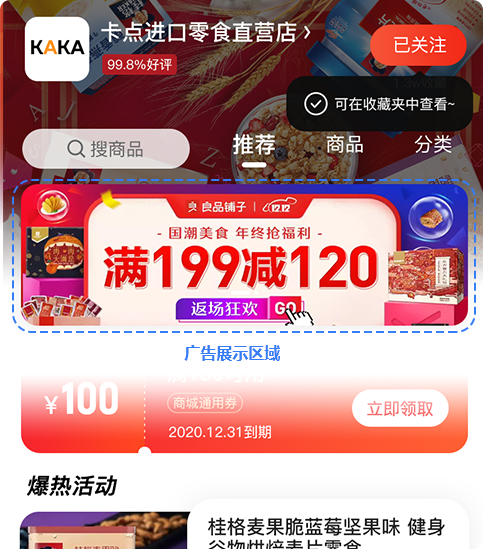 KAKA
卡点进口零食直营店
99.8%好评
已关注
可在收藏夹中查看~
搜商品
推荐
商品
分类
良品铺子 12.12
- 国潮美食 年终抢福利 -
满199减120
返场狂欢 GO
广告展示区域
¥100
商城通用券
2020.12.31到期
立即领取
爆热活动
桂格麦果脆蓝莓坚果味 健身
谷物烘焙麦片零食